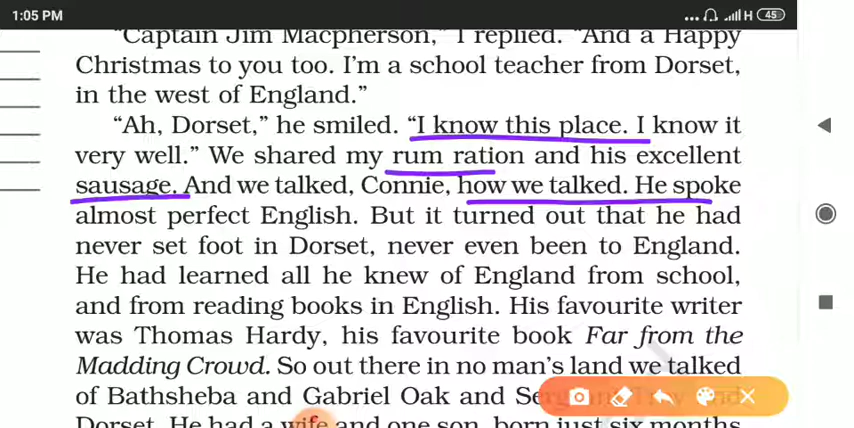 1:05 PM
H
45
"Captain Jim Macpherson," I replied. "And a Happy
Christmas to you too. I'm a school teacher from Dorset,
in the west of England."
"Ah, Dorset," he smiled. "I know this place. I know it
very well." We shared my rum ration and his excellent
sausage. And we talked, Connie, how we talked. He spoke
almost perfect English. But it turned out that he had
never set foot in Dorset, never even been to England.
He had learned all he knew of England from school,
and from reading books in English. His favourite writer
was Thomas Hardy, his favourite book Far from the
Madding Crowd. So out there in no man's land we talked
of Bathsheba and Gabriel Oak and
Dorset. He had a wife and one son, born just six months